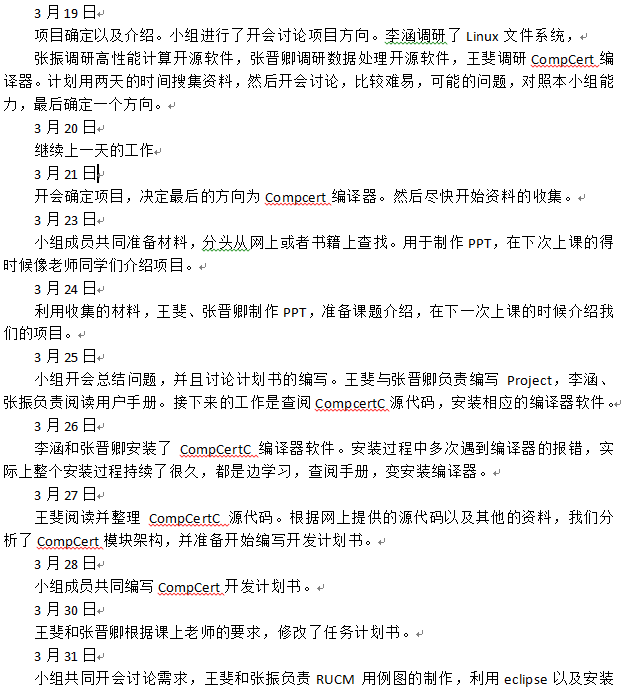 3月19日
项目确定以及介绍。小组进行了开会讨论项目方向。李涵调研了 Linux 文件系统，
张振调研高性能计算开源软件，张晋卿调研数据处理开源软件，王斐调研 CompCert 编
译器。计划用两天的时间搜集资料，然后开会讨论，比较难易，可能的问题，对照本小组能
力，最后确定一个方向。
3月20日
继续上一天的工作
3月21日
开会确定项目，决定最后的方向为 Compcert 编译器。然后尽快开始资料的收集。
3月23日
小组成员共同准备材料，分头从网上或者书籍上查找。用于制作 PPT，在下次上课的得
时候像老师同学们介绍项目。
3月24日
利用收集的材料，王斐、张晋卿制作 PPT，准备课题介绍，在下一次上课的时候介绍我
们的项目。
3月25日
小组开会总结问题，并且讨论计划书的编写。王斐与张晋卿负责编写 Project，李涵、
张振负责阅读用户手册。接下来的工作是查阅 CompcertC 源代码，安装相应的编译器软件。
3月26日
李涵和张晋卿安装了 CompCertC 编译器软件。安装过程中多次遇到编译器的报错，实
际上整个安装过程持续了很久，都是边学习，查阅手册，变安装编译器。
3月27日
王斐阅读并整理 CompCertC 源代码。根据网上提供的源代码以及其他的资料，我们分
析了 CompCert 模块架构，并准备开始编写开发计划书。
3月28日
小组成员共同编写 CompCert 开发计划书。
3月30日
王斐和张晋卿根据课上老师的要求，修改了任务计划书。
3月31日
小组共同开会讨论需求，王斐和张振负责 RUCM 用例图的制作，利用 eclipse 以及安装